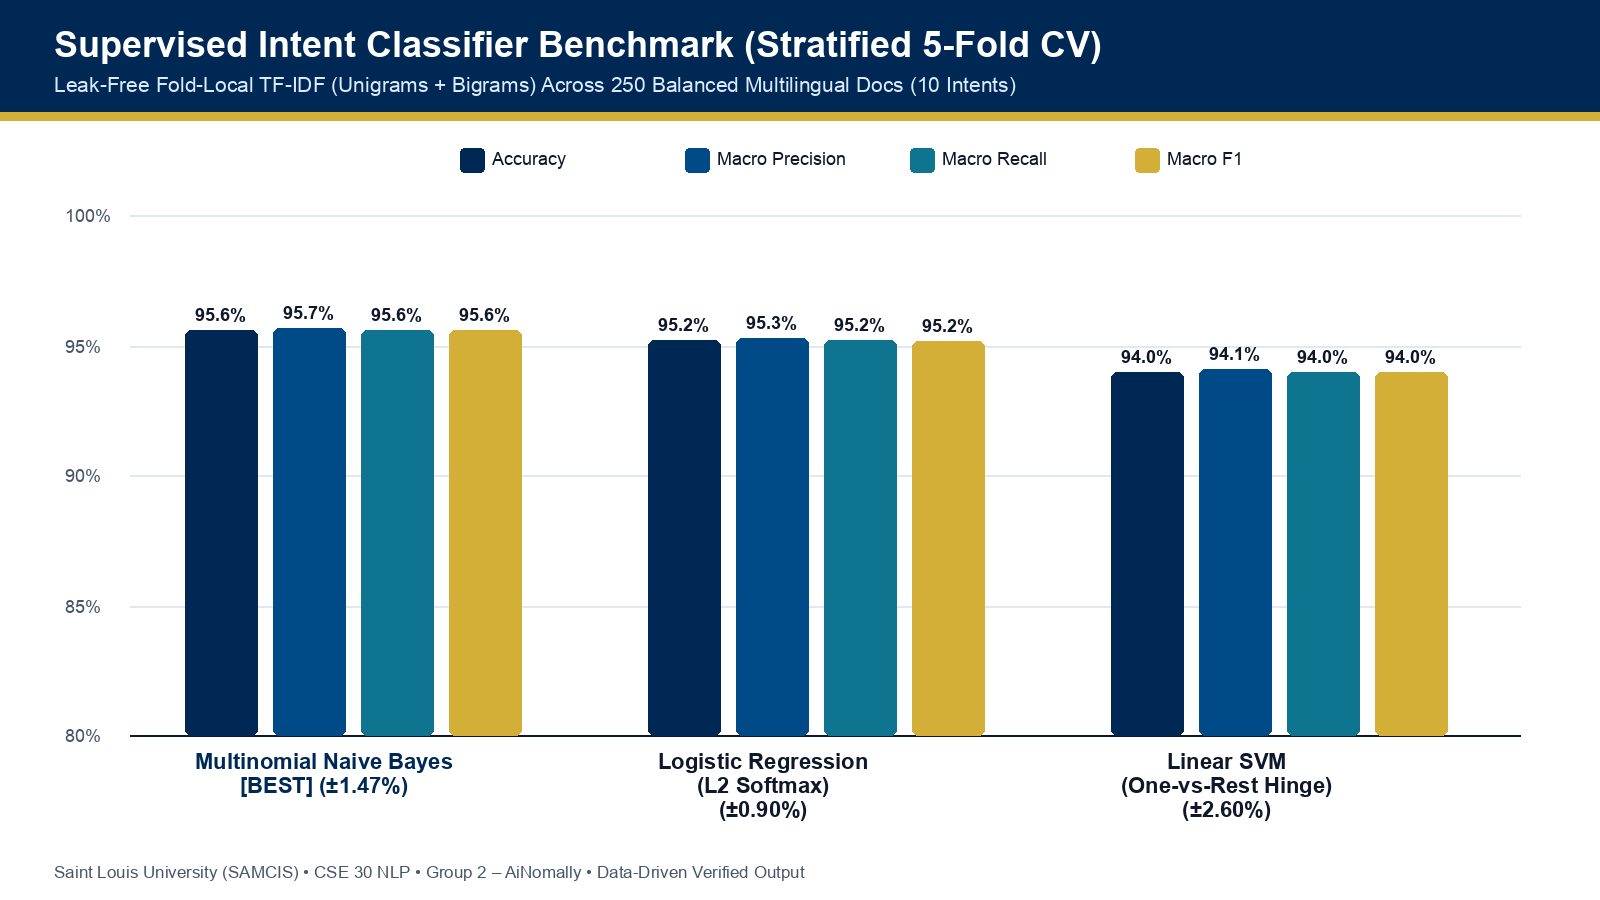 Supervised Intent Classifier Benchmark (Stratified 5-Fold CV)
Leak-Free Fold-Local TF-IDF (Unigrams + Bigrams) Across 250 Balanced Multilingual Docs (10 Intents)
Accuracy
Macro Precision
Macro Recall
Macro F1
100%
95%
90%
85%
80%
95.6%
95.7%
95.6%
95.6%
95.2%
95.3%
95.2%
95.2%
94.0%
94.1%
94.0%
94.0%
Multinomial Naive Bayes
[BEST] (±1.47%)
Logistic Regression
(L2 Softmax)
(±0.90%)
Linear SVM
(One-vs-Rest Hinge)
(±2.60%)
Saint Louis University (SAMCIS) • CSE 30 NLP • Group 2 – AiNomally • Data-Driven Verified Output